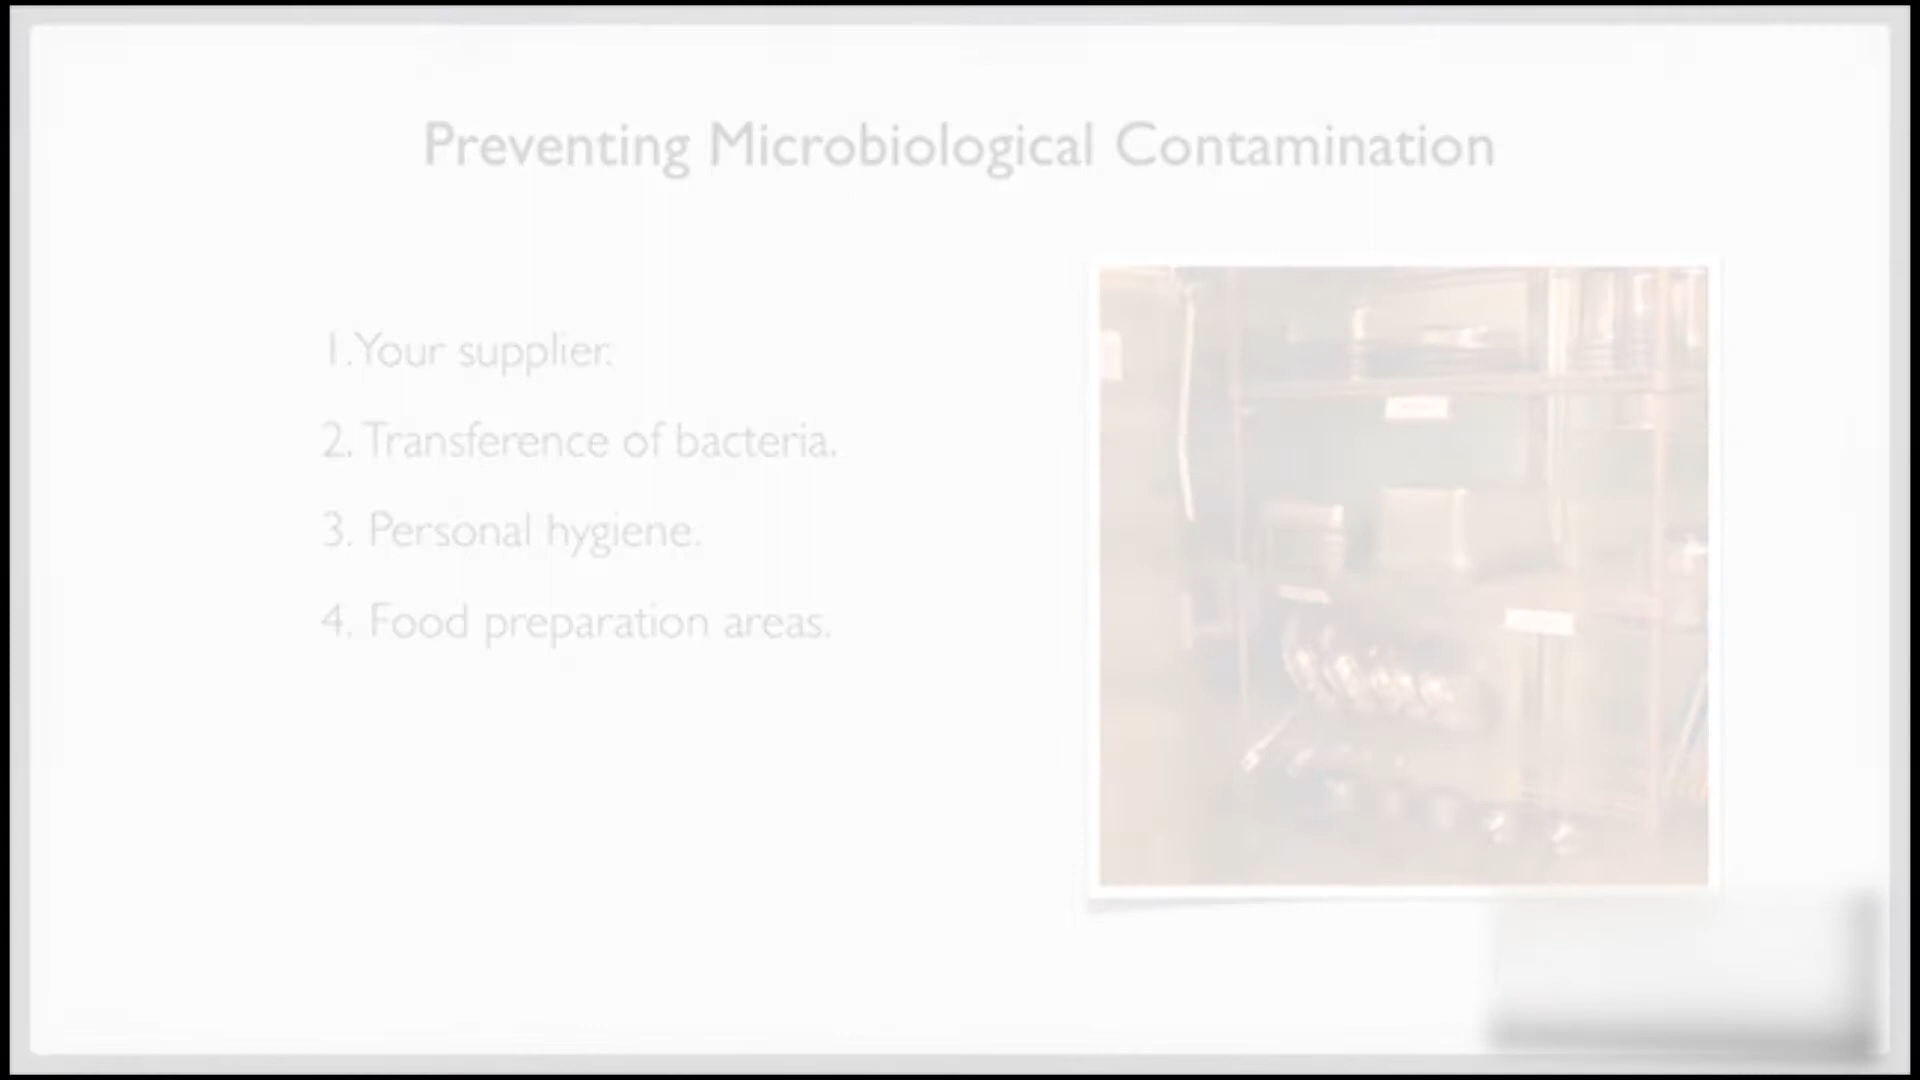 Preventing Microbiological Contamination
1. Your supplier.
2. Transference of bacteria.
3. Personal hygiene.
4. Food preparation areas.